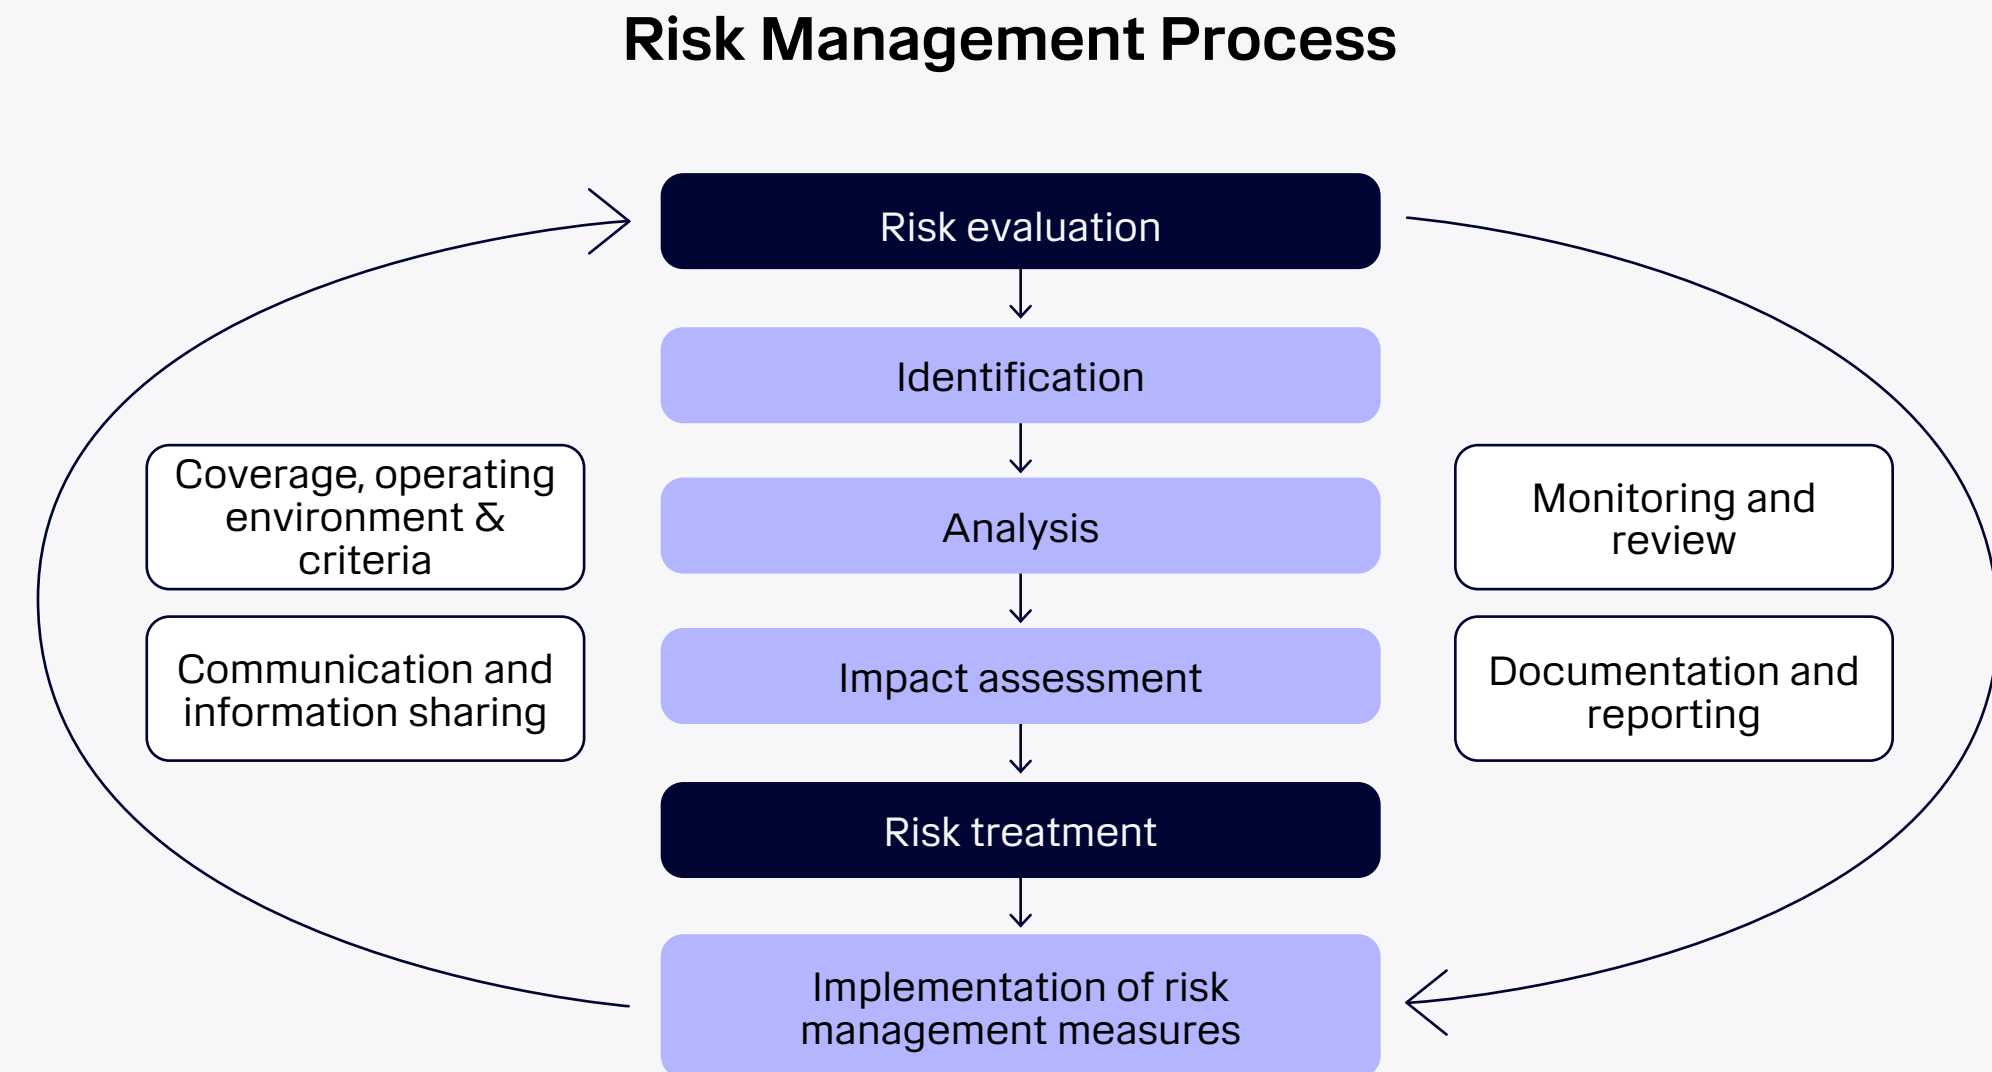 Risk Management Process
Risk evaluation
Identification
Coverage, operating
environment &
criteria
Analysis
Monitoring and
review
Communication and
information sharing
Impact assessment
Documentation and
reporting
Risk treatment
Implementation of risk
management measures